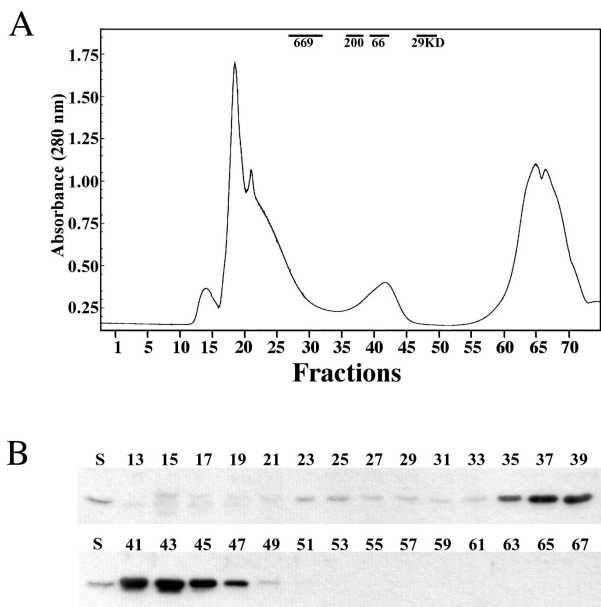 A
669 200 66 29KD
Absorbance (280 nm)
1.75
1.50
1.25
1.00
0.75
0.50
0.25
1 5 10 15 20 25 30 35 40 45 50 55 60 65 70
Fractions
B
S 13 15 17 19 21 23 25 27 29 31 33 35 37 39
S 41 43 45 47 49 51 53 55 57 59 61 63 65 67